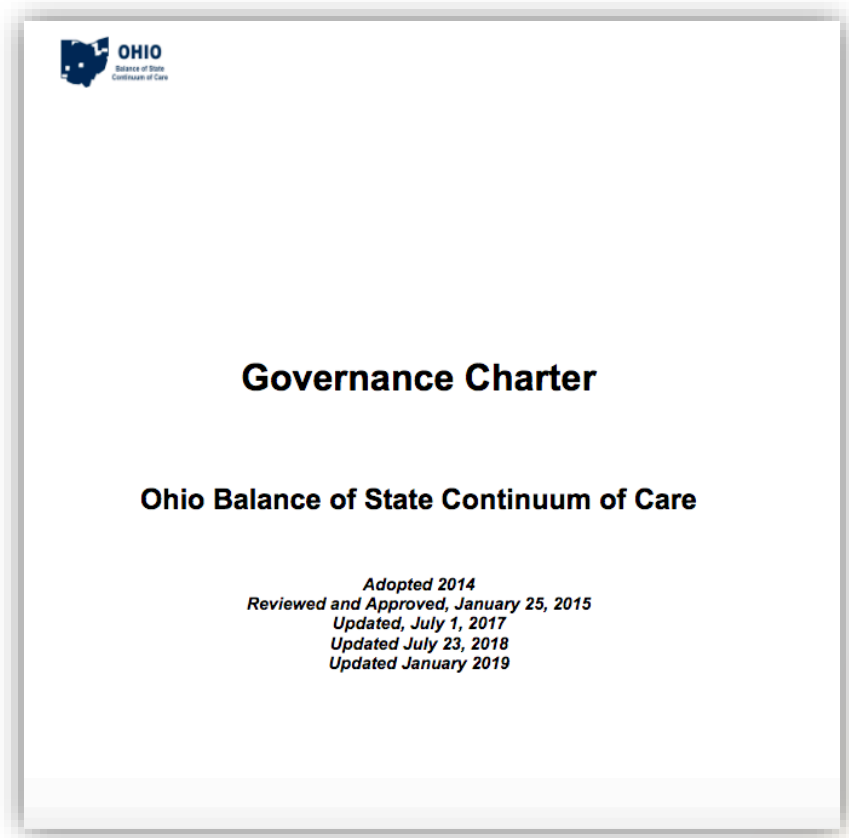 OHIO
Balance of State
Continuum of Care
Governance Charter
Ohio Balance of State Continuum of Care
Adopted 2014
Reviewed and Approved, January 25, 2015
Updated, July 1, 2017
Updated July 23, 2018
Updated January 2019